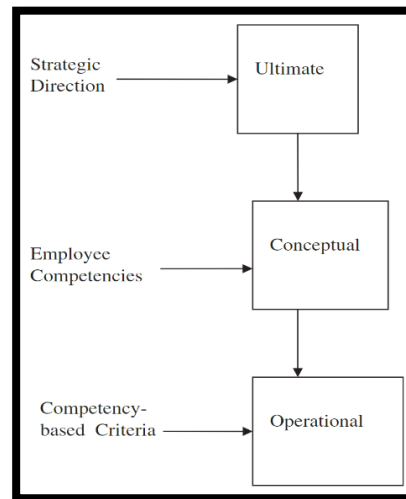 Strategic
Direction
Ultimate
Employee
Competencies
Conceptual
Competency-
based Criteria
Operational